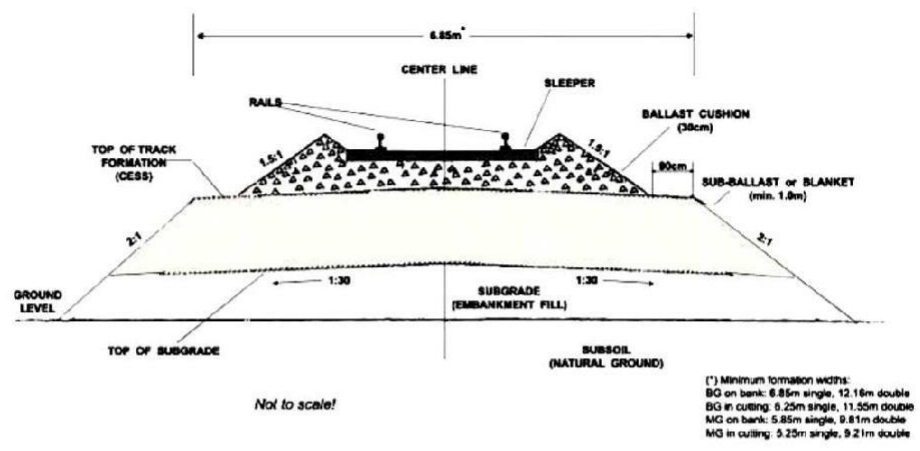 6.85m*
CENTER LINE
SLEEPER
RAILS
BALLAST CUSHION
(30cm)
TOP OF TRACK
FORMATION
(CESS)
1.5:1
1.5:1
90cm
SUB-BALLAST or BLANKET
(min. 1.0m)
2:1
2:1
1:30
1:30
GROUND
LEVEL
SUBGRADE
(EMBANKMENT FILL)
TOP OF SUBGRADE
SUBSOIL
(NATURAL GROUND)
Not to scale!
(*) Minimum formation widths:
BG on bank: 6.85m single, 12.16m double
BG in cutting: 6.25m single, 11.55m double
MG on bank: 5.85m single, 9.81m double
MG in cutting: 5.25m single, 9.21m double